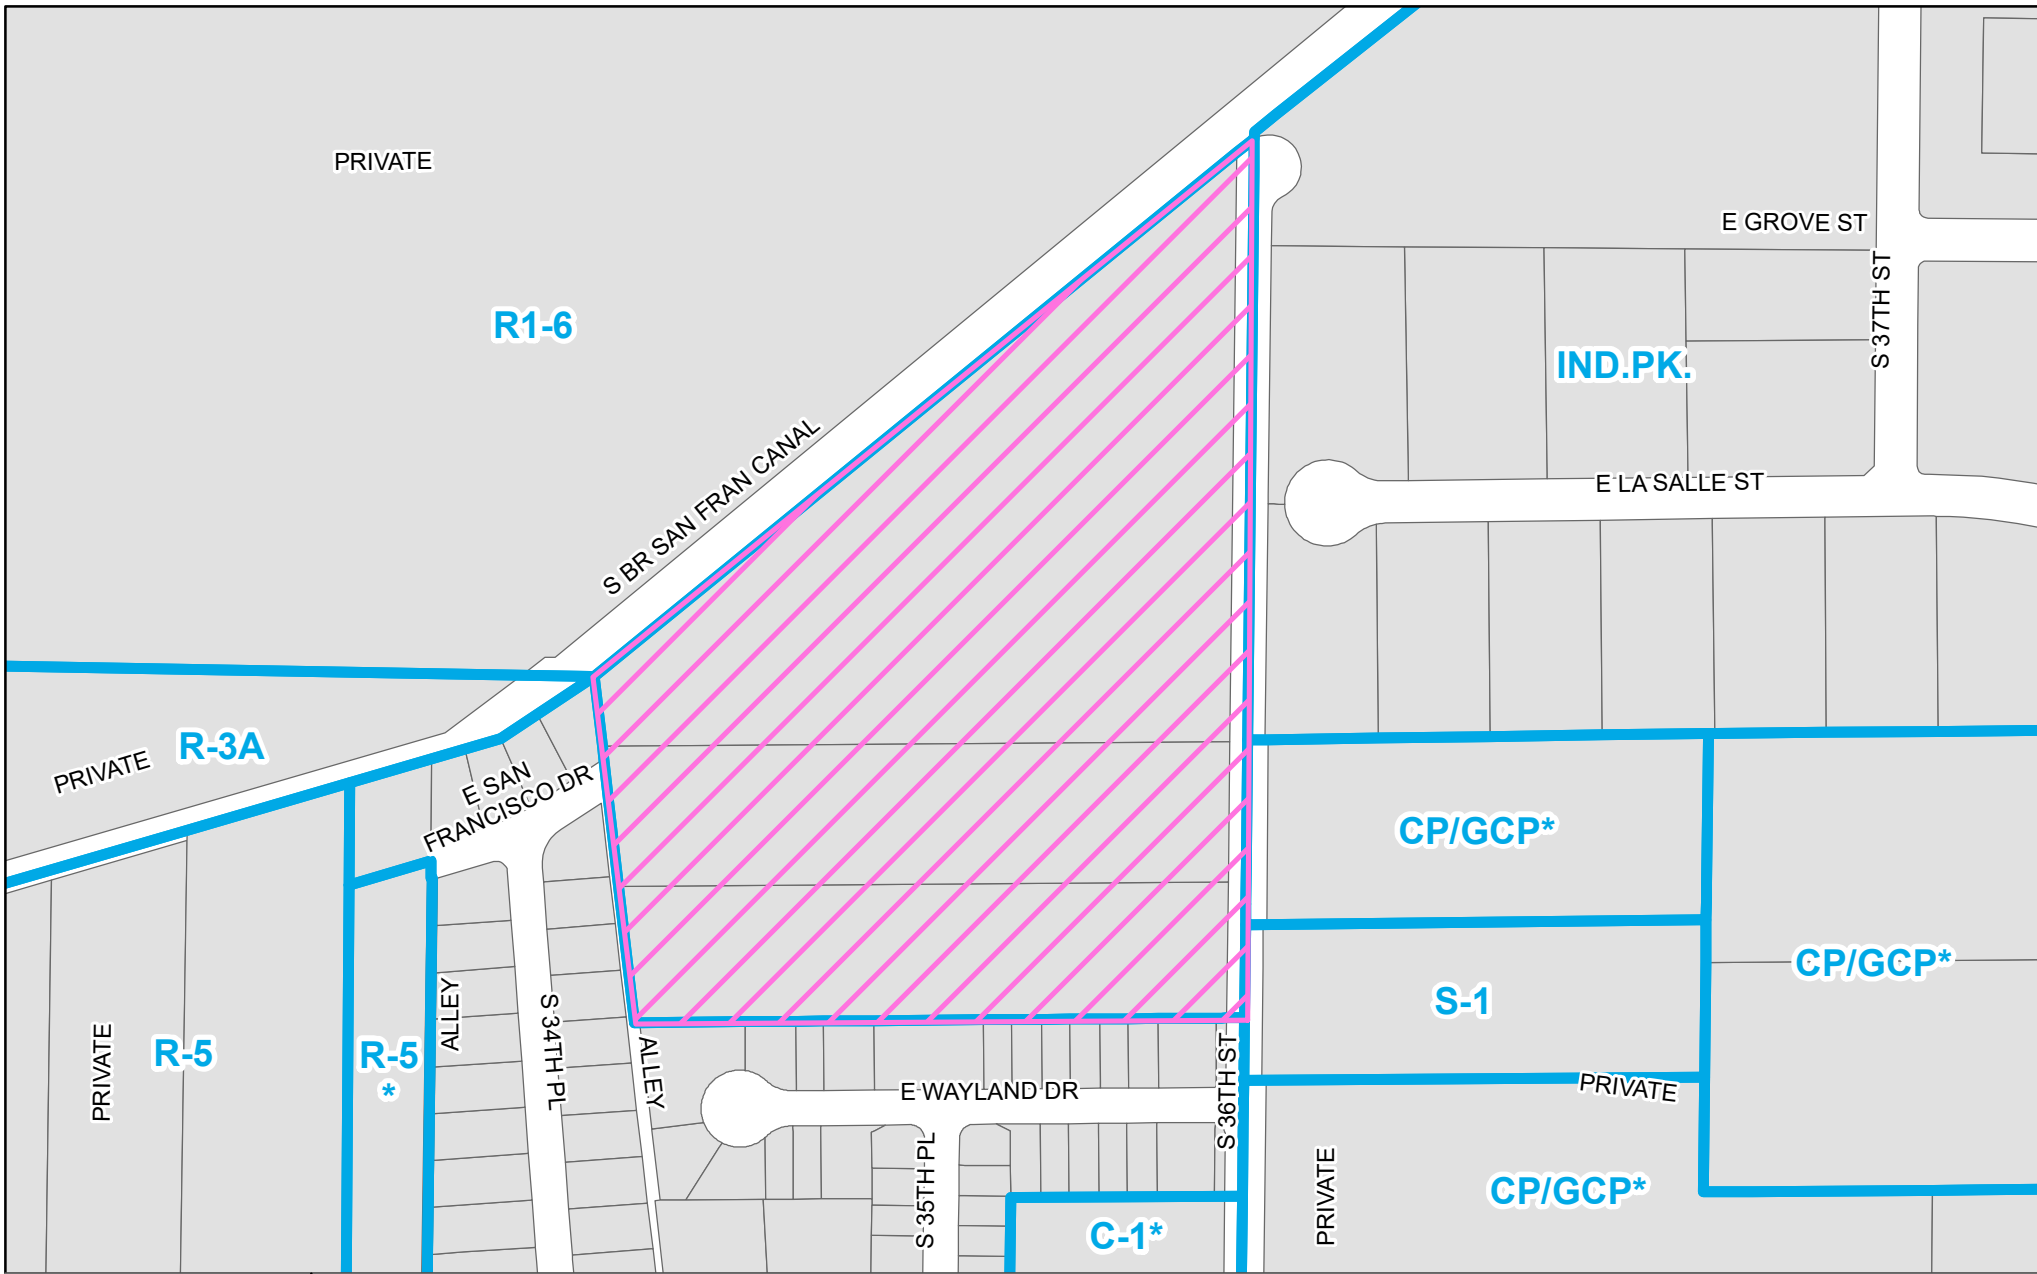 PRIVATE
E GROVE ST
S 37TH ST
R1-6
IND.PK.
S BR SAN FRAN CANAL
E LA SALLE ST
R-3A
PRIVATE
E SAN
FRANCISCO DR
CP/GCP*
CP/GCP*
S-1
ALLEY
S 34TH PL
PRIVATE
R-5
R-5
*
ALLEY
E WAYLAND DR
S 36TH ST
PRIVATE
S 35TH PL
PRIVATE
CP/GCP*
C-1*